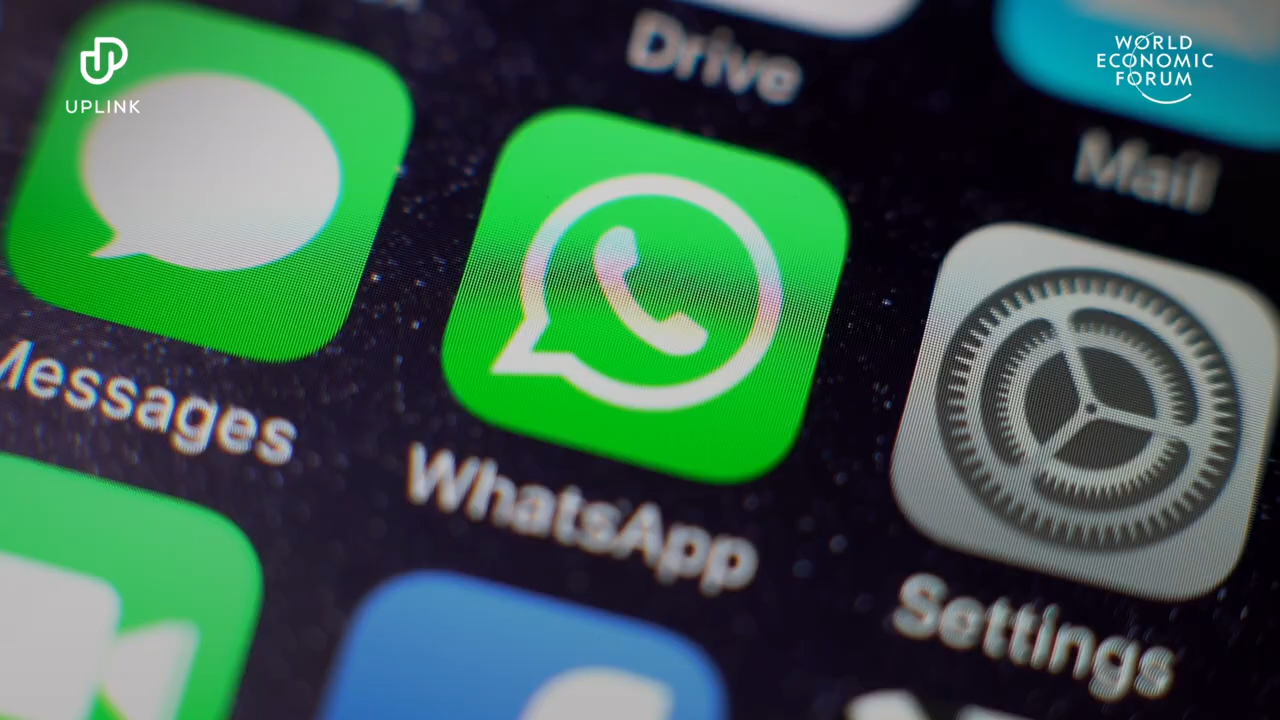 UPLINK
WORLD
ECONOMIC
FORUM
Drive
Mail
Messages
WhatsApp
Settings